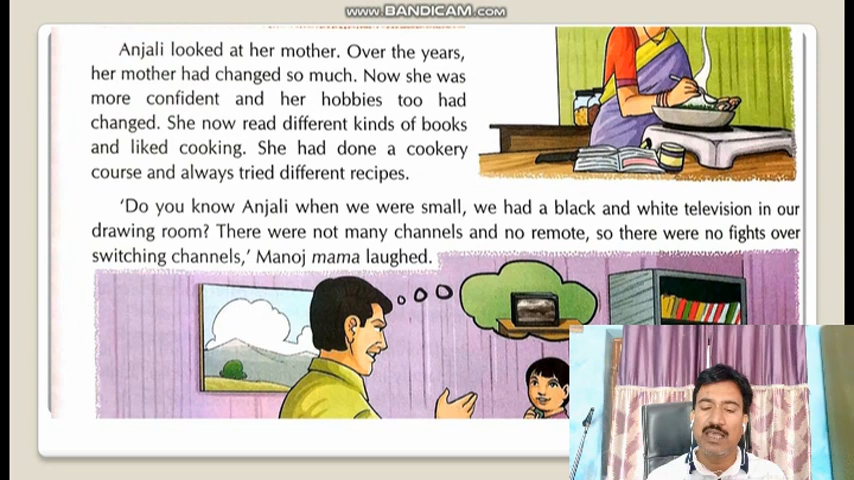 www.BANDICAM.com
Anjali looked at her mother. Over the years,
her mother had changed so much. Now she was
more confident and her hobbies too had
changed. She now read different kinds of books
and liked cooking. She had done a cookery
course and always tried different recipes.
'Do you know Anjali when we were small, we had a black and white television in our
drawing room? There were not many channels and no remote, so there were no fights over
switching channels,' Manoj mama laughed.